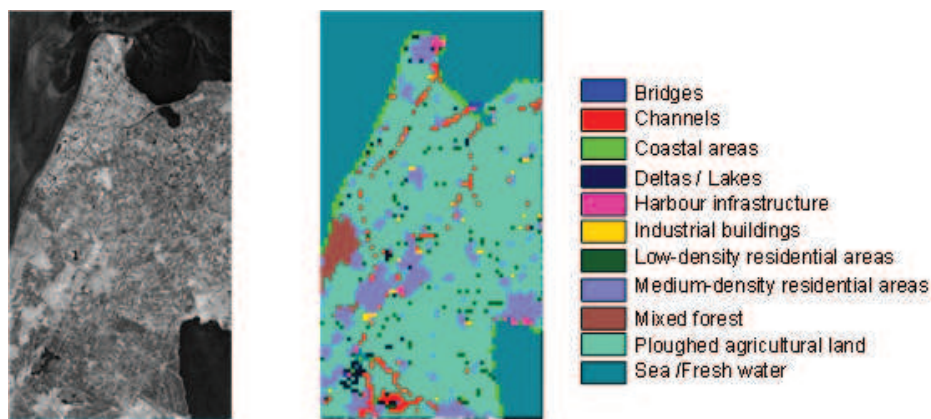 Bridges
Channels
Coastal areas
Deltas / Lakes
Harbour infrastructure
Industrial buildings
Low-density residential areas
Medium-density residential areas
Mixed forest
Ploughed agricultural land
Sea /Fresh water
1